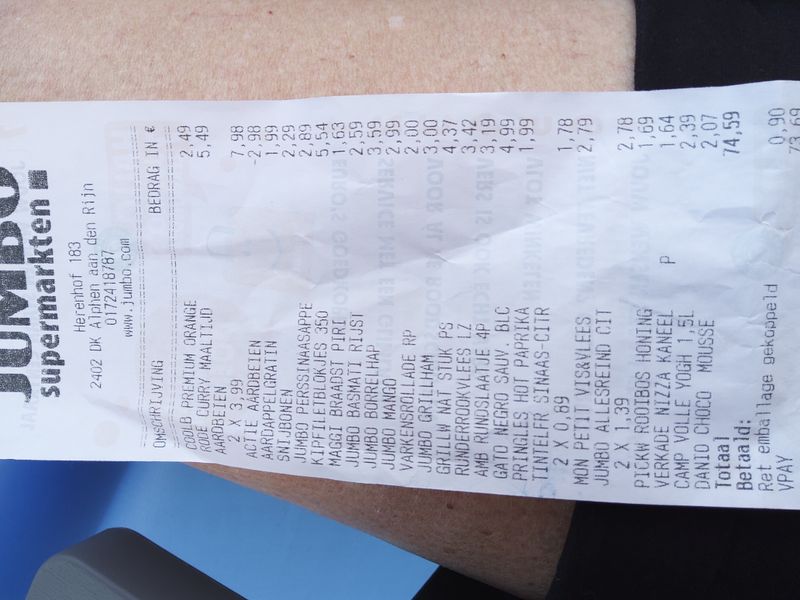 JUMBO
supermarkten
Herenhof 183
2402 DK Alphen aan den Rijn
0172418787
www.jumbo.com
OMSCHRIJVING BEDRAG IN €
COOLB PREMIUM ORANGE 2,49
RODE CURRY MAALTIJD 5,49
AARDBEIEN
2 X 3,99 7,98
ACTIE AARDBEIEN -2,98
AARDAPPELGRATIN 1,99
SNIJBONEN 2,29
JUMBO PERSSINAASAPPE 2,89
KIPFILETBLOKJES 350 5,54
MAGGI BRAADST PIRI 1,63
JUMBO BASMATI RIJST 2,59
JUMBO BORRELHAP 3,59
JUMBO MANGO 2,99
VARKENSROLLADE RP 2,00
JUMBO GRILLHAM 3,00
GRILLW NAT STUK PS 4,37
RUNDERROOKVLEES LZ 3,42
AMB RUNDSLAATJE 4P 3,19
GATO NEGRO SAUV. BLC 4,99
PRINGLES HOT PAPRIKA 1,99
TINTELFR SINAAS-CITR
2 X 0,89 1,78
MON PETIT VIS&VLEES 2,79
JUMBO ALLESREIND CIT
2 X 1,39 2,78
PICKW ROOIBOS HONING 1,69
VERKADE NIZZA KANEEL P 1,64
CAMP VOLLE YOGH 1,5L 2,39
DANIO CHOCO MOUSSE 2,07
Totaal 74,59
Betaald:
Ret emballage gekoppeld 0,90
VPAY 73,69